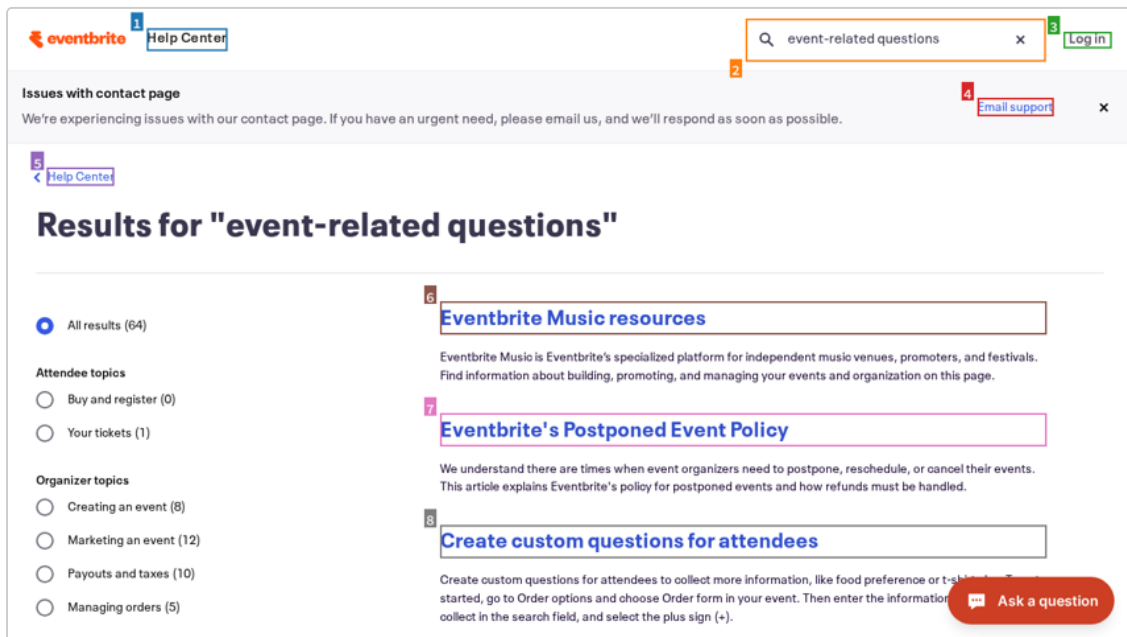 1
eventbrite Help Center
event-related questions
3
Log in
2
Issues with contact page
4
Email support
We're experiencing issues with our contact page. If you have an urgent need, please email us, and we'll respond as soon as possible.
5
Help Center
Results for "event-related questions"
All results (64)
Attendee topics
Buy and register (0)
Your tickets (1)
Organizer topics
Creating an event (8)
Marketing an event (12)
Payouts and taxes (10)
Managing orders (5)
6
Eventbrite Music resources
Eventbrite Music is Eventbrite's specialized platform for independent music venues, promoters, and festivals.
Find information about building, promoting, and managing your events and organization on this page.
7
Eventbrite's Postponed Event Policy
We understand there are times when event organizers need to postpone, reschedule, or cancel their events.
This article explains Eventbrite's policy for postponed events and how refunds must be handled.
8
Create custom questions for attendees
Create custom questions for attendees to collect more information, like food preference or
started, go to Order options and choose Order form in your event. Then enter the information
collect in the search field, and select the plus sign (+).
Ask a question